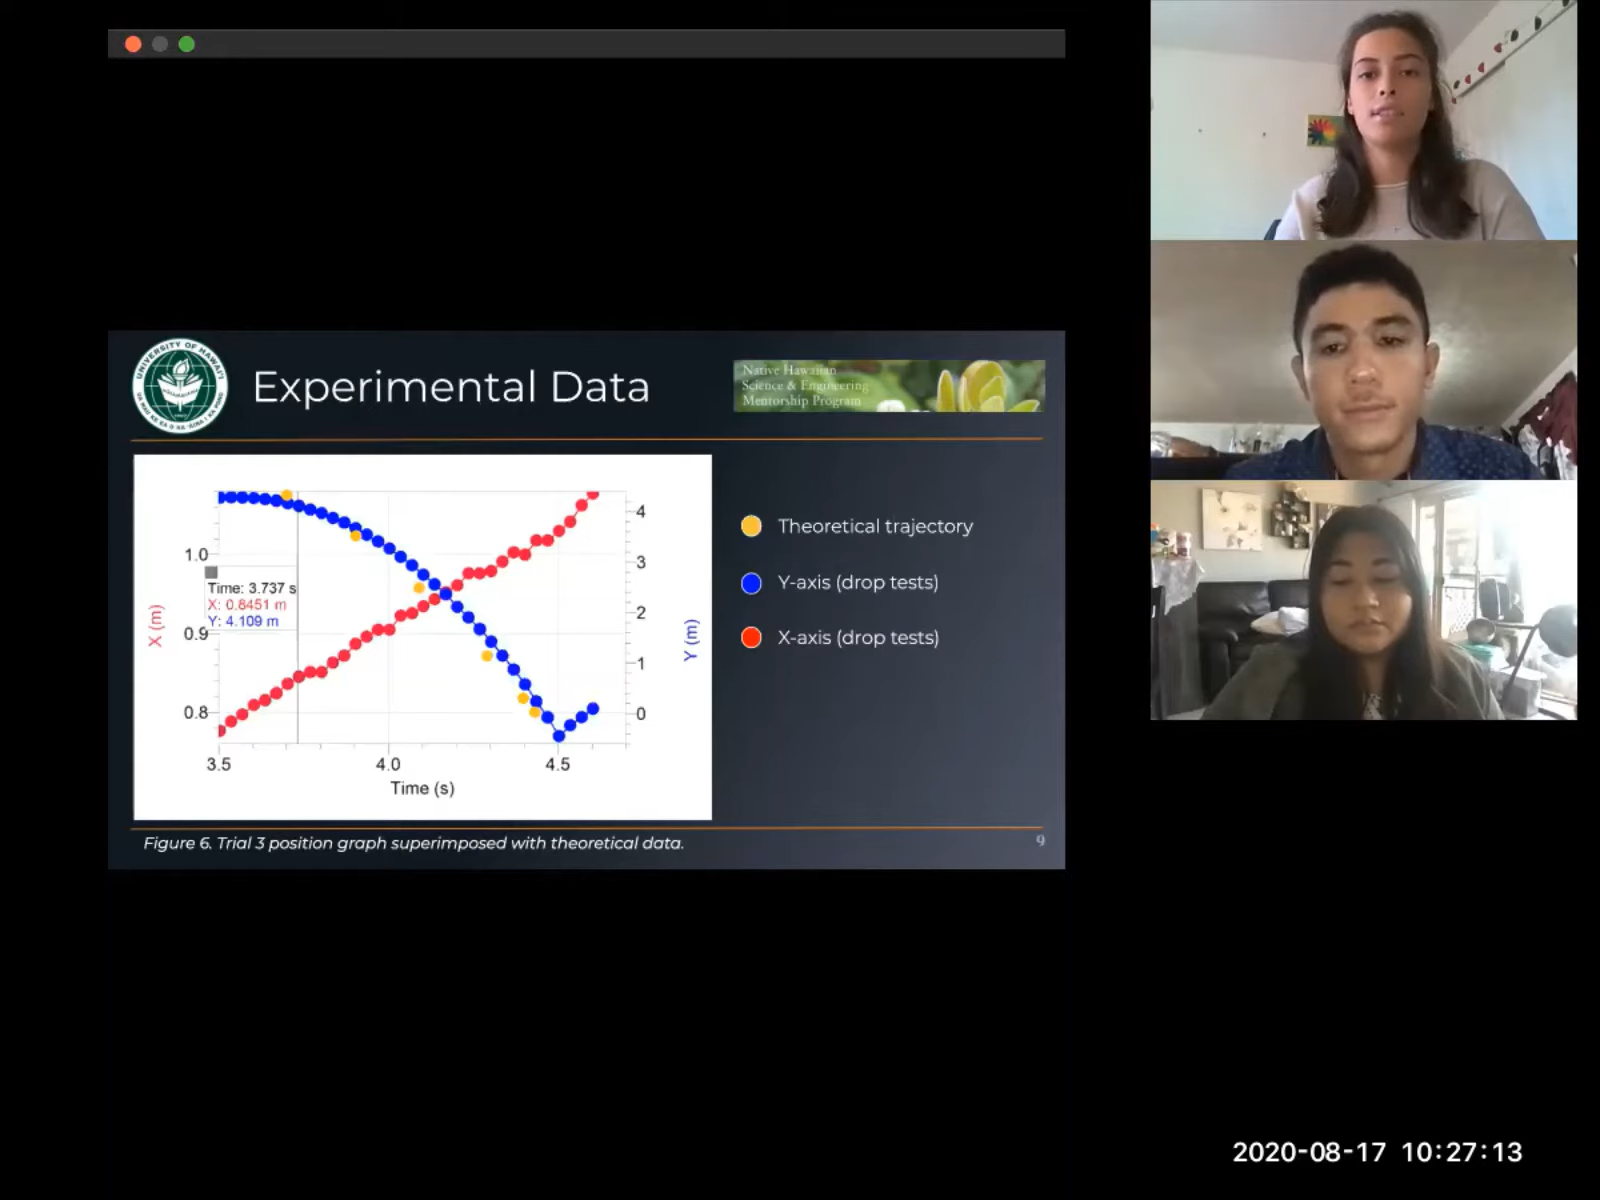 UNIVERSITY OF HAWAI'I
Experimental Data
Native Hawaiian
Science & Engineering
Mentorship Program
1.0
0.9
0.8
X (m)
Time: 3.737 s
X: 0.8451 m
Y: 4.109 m
4
3
2
1
0
Y (m)
3.5
4.0
4.5
Time (s)
Theoretical trajectory
Y-axis (drop tests)
X-axis (drop tests)
Figure 6. Trial 3 position graph superimposed with theoretical data.
9
2020-08-17 10:27:13